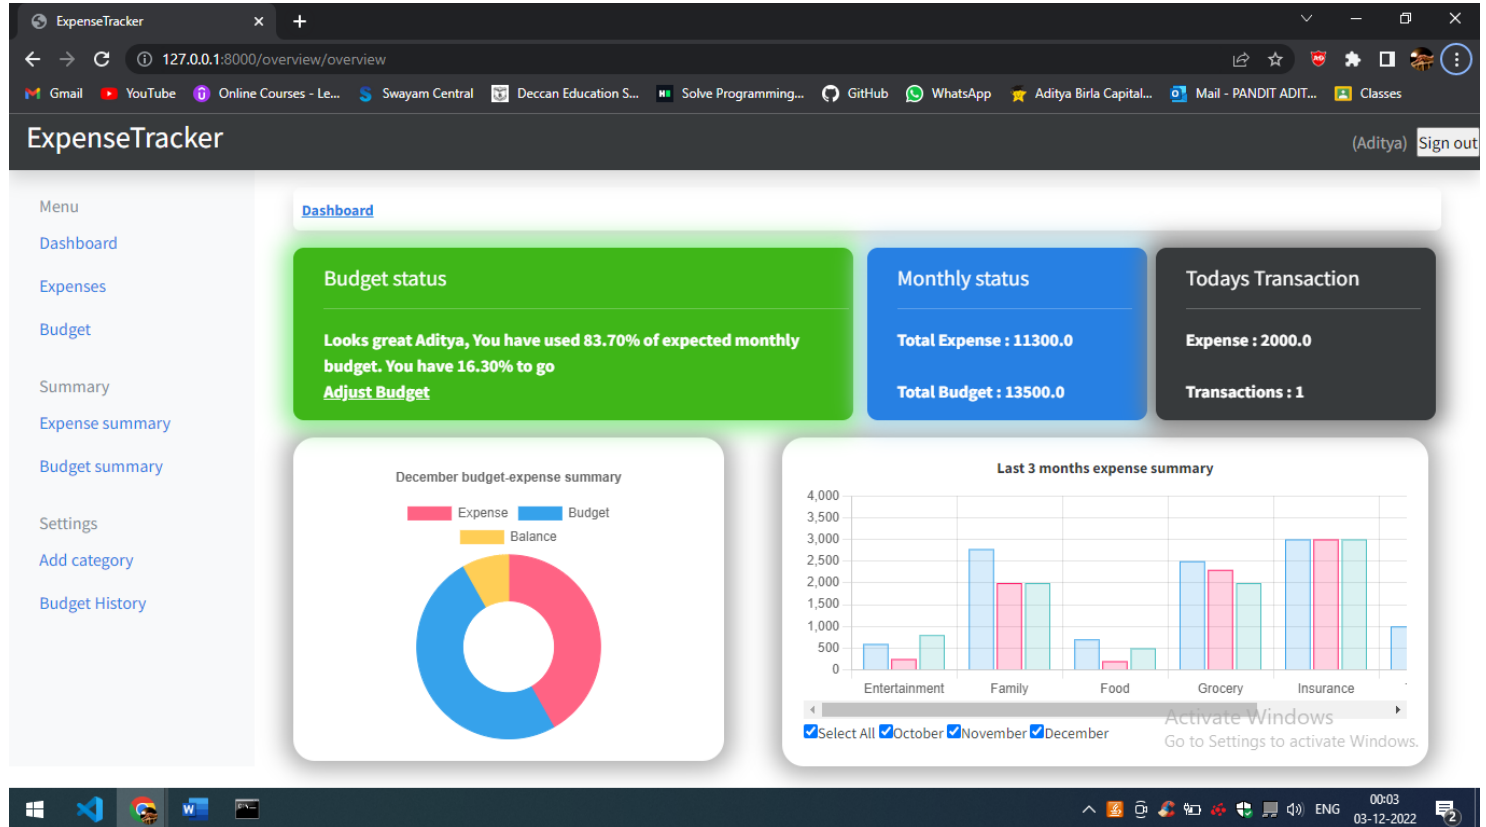 ExpenseTracker
127.0.0.1:8000/overview/overview
Gmail YouTube Online Courses - Le... Swayam Central Deccan Education S... Solve Programming... GitHub WhatsApp Aditya Birla Capital... Mail - PANDIT ADIT... Classes
ExpenseTracker
(Aditya) Sign out
Menu
Dashboard
Expenses
Budget
Summary
Expense summary
Budget summary
Settings
Add category
Budget History
Dashboard
Budget status
Looks great Aditya, You have used 83.70% of expected monthly
budget. You have 16.30% to go
Adjust Budget
Monthly status
Total Expense : 11300.0
Total Budget : 13500.0
Todays Transaction
Expense : 2000.0
Transactions : 1
December budget-expense summary
Expense Budget
Balance
Last 3 months expense summary
4,000
3,500
3,000
2,500
2,000
1,500
1,000
500
0
Entertainment Family Food Grocery Insurance
Select All October November December
Activate Windows
Go to Settings to activate Windows.
ENG
00:03
03-12-2022
2